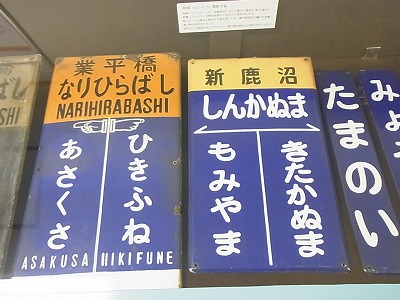 業平橋
なりひらばし
NARIHIRABASHI
あさくさ
ひきふね
ASAKUSA HIKIFUNE
新鹿沼
しんかぬま
もみやま
きたかぬま
たまのい